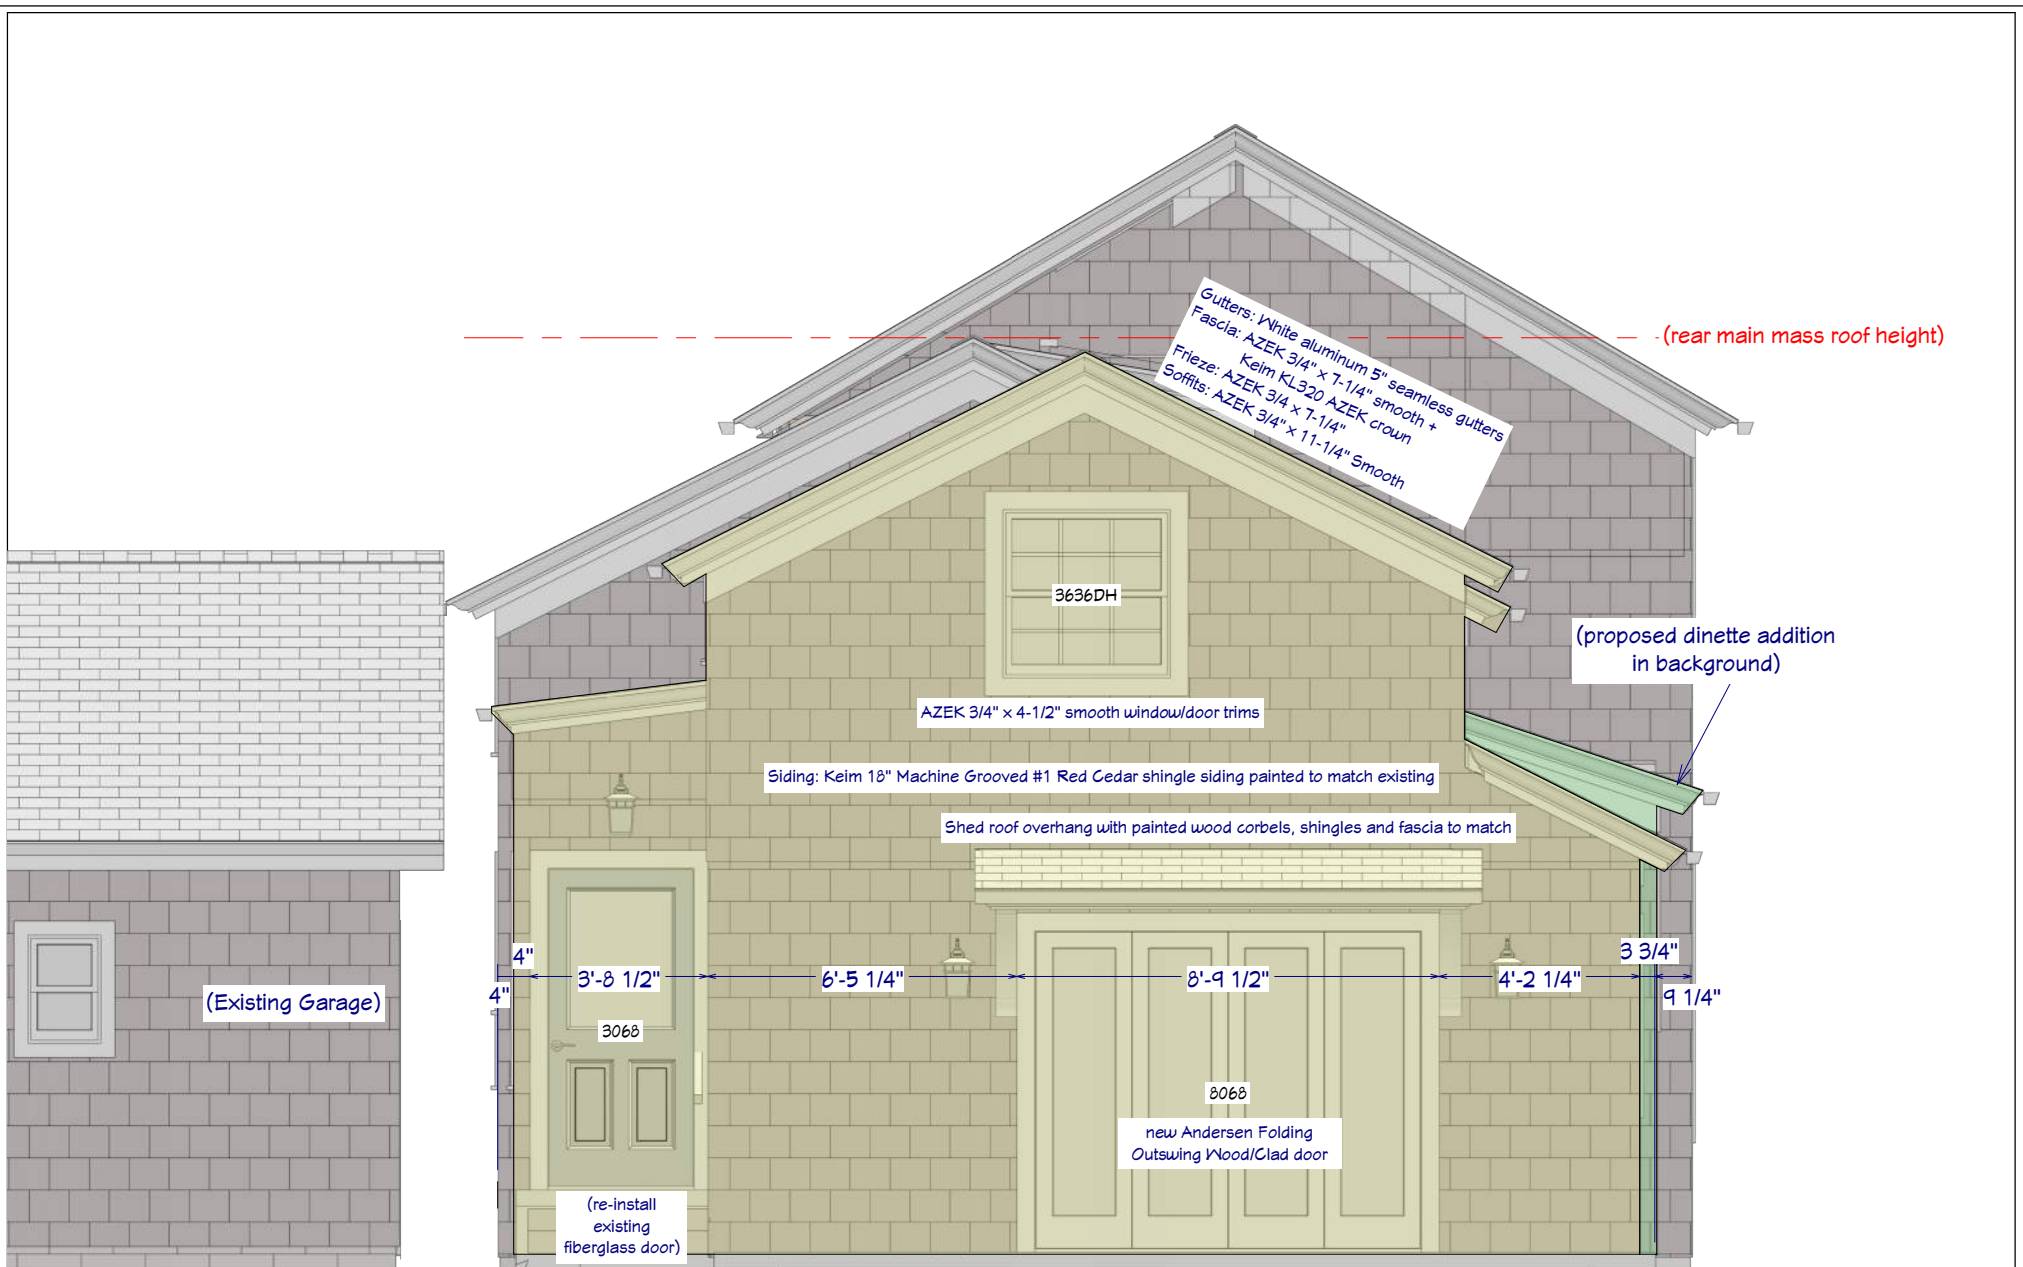 (rear main mass roof height)
Gutters: White aluminum 5" seamless gutters
Fascia: AZEK 3/4" x 7-1/4" smooth +
Keim KL320 AZEK crown
Frieze: AZEK 3/4 x 7-1/4"
Soffits: AZEK 3/4" x 11-1/4" Smooth
3636DH
(proposed dinette addition
in background)
AZEK 3/4" x 4-1/2" smooth window/door trims
Siding: Keim 18" Machine Grooved #1 Red Cedar shingle siding painted to match existing
Shed roof overhang with painted wood corbels, shingles and fascia to match
4"
3'-8 1/2"
6'-5 1/4"
8'-9 1/2"
4'-2 1/4"
3 3/4"
4"
9 1/4"
(Existing Garage)
3068
8068
new Andersen Folding
Outswing Wood/Clad door
(re-install
existing
fiberglass door)